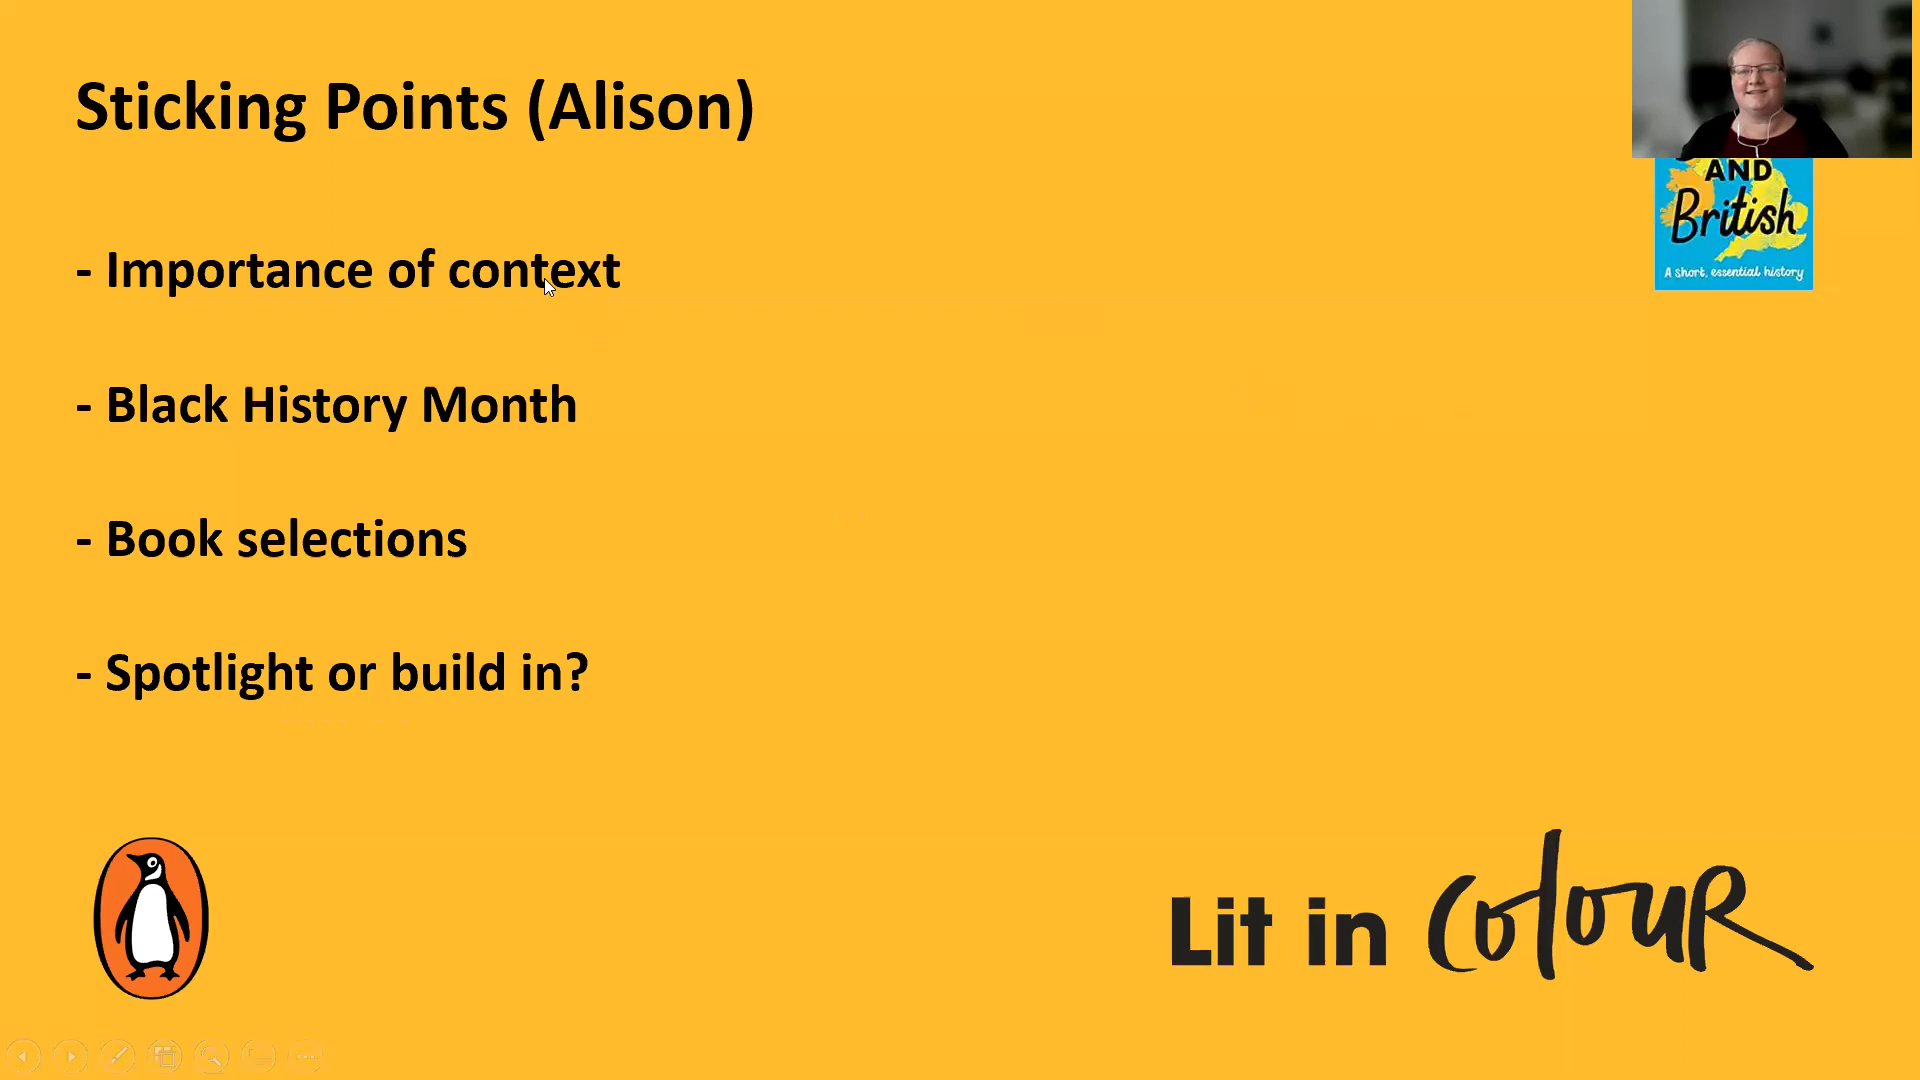 Sticking Points (Alison)
- Importance of context
- Black History Month
- Book selections
- Spotlight or build in?
AND
British
A short, essential history
Lit in Colour